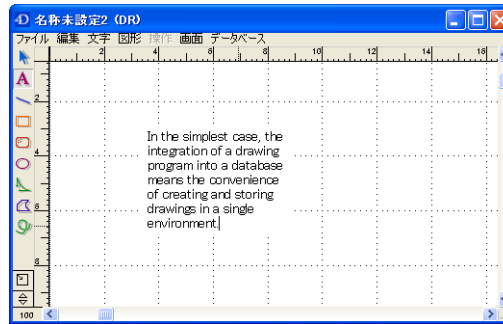 4D 名称未設定2 (DR)
ファイル 編集 文字 図形 操作 画面 データベース
2 4 6 8 10 12 14 16
A
2
4
6
8
In the simplest case, the
integration of a drawing
program into a database
means the convenience
of creating and storing
drawings in a single
environment.
100